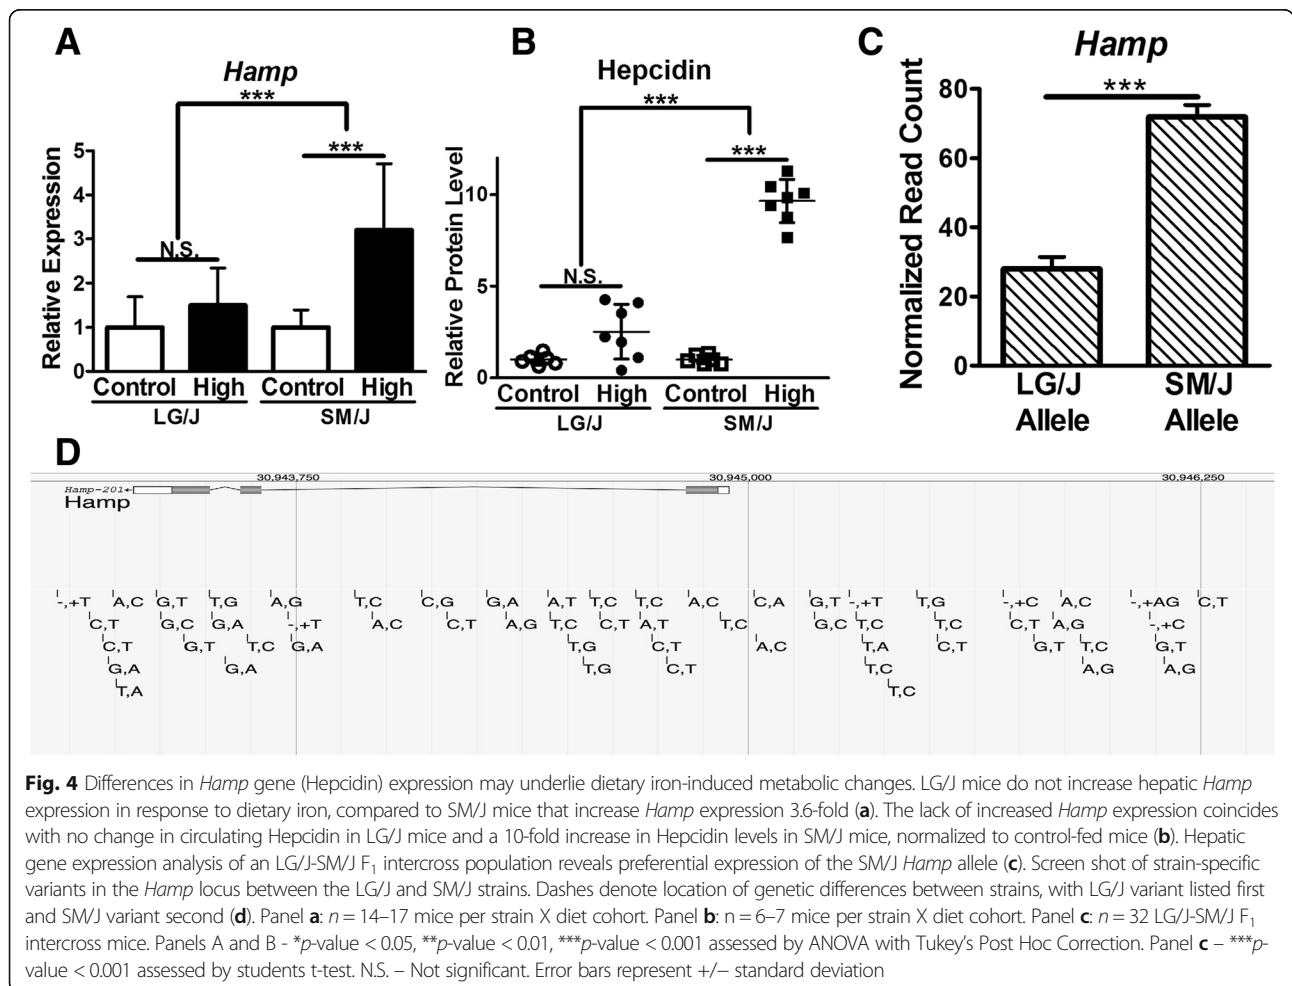 A
Hamp
***
***
N.S.
Relative Expression
5
4
3
2
1
0
Control High Control High
LG/J SM/J
B
Hepcidin
***
***
N.S.
Relative Protein Level
10
5
0
Control High Control High
LG/J SM/J
C
Hamp
***
Normalized Read Count
80
60
40
20
0
LG/J Allele
SM/J Allele
D
30,943,750 30,945,000 30,946,250
Hamp-201
Hamp
-,+T A,C G,T T,G A,G T,C C,G G,A A,T T,C T,C A,C C,A G,T -,+T T,G -,+C A,C -,+AG C,T
C,T G,C G,A -,+T A,C C,T A,G T,C C,T A,T T,C G,C T,C T,C C,T A,G -,+C
C,T G,T T,C G,A T,G C,T A,C T,A C,T G,T T,C G,T
G,A G,A T,G C,T T,C A,G A,G
T,A T,C
Fig. 4 Differences in Hamp gene (Hepcidin) expression may underlie dietary iron-induced metabolic changes. LG/J mice do not increase hepatic Hamp
expression in response to dietary iron, compared to SM/J mice that increase Hamp expression 3.6-fold (a). The lack of increased Hamp expression coincides
with no change in circulating Hepcidin in LG/J mice and a 10-fold increase in Hepcidin levels in SM/J mice, normalized to control-fed mice (b). Hepatic
gene expression analysis of an LG/J-SM/J F1 intercross population reveals preferential expression of the SM/J Hamp allele (c). Screen shot of strain-specific
variants in the Hamp locus between the LG/J and SM/J strains. Dashes denote location of genetic differences between strains, with LG/J variant listed first
and SM/J variant second (d). Panel a: n = 14–17 mice per strain X diet cohort. Panel b: n = 6–7 mice per strain X diet cohort. Panel c: n = 32 LG/J-SM/J F1
intercross mice. Panels A and B - *p-value < 0.05, **p-value < 0.01, ***p-value < 0.001 assessed by ANOVA with Tukey's Post Hoc Correction. Panel c – ***p-
value < 0.001 assessed by students t-test. N.S. – Not significant. Error bars represent +/− standard deviation